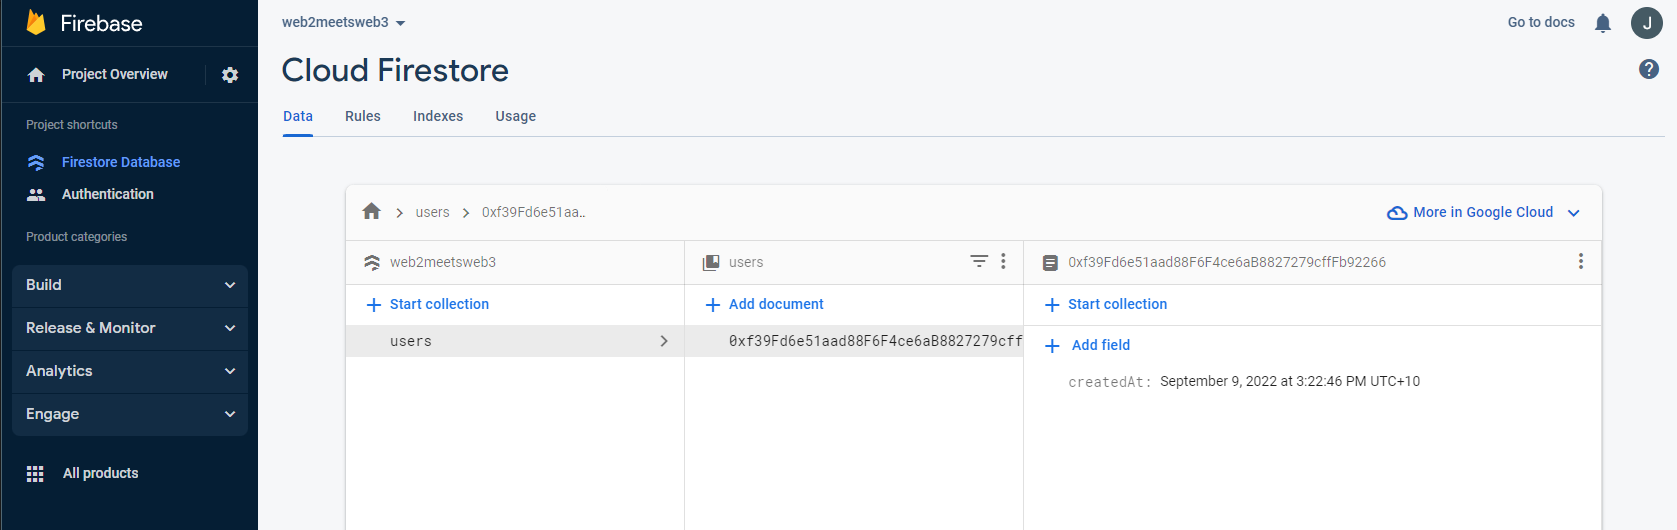 Firebase
Project Overview
Project shortcuts
Firestore Database
Authentication
Product categories
Build
Release & Monitor
Analytics
Engage
All products
web2meetsweb3
Go to docs
J
Cloud Firestore
?
Data Rules Indexes Usage
users 0xf39Fd6e51aa..
More in Google Cloud
web2meetsweb3
Start collection
users
users
Add document
0xf39Fd6e51aad88F6F4ce6aB8827279cff
0xf39Fd6e51aad88F6F4ce6aB8827279cffFb92266
Start collection
Add field
createdAt: September 9, 2022 at 3:22:46 PM UTC+10